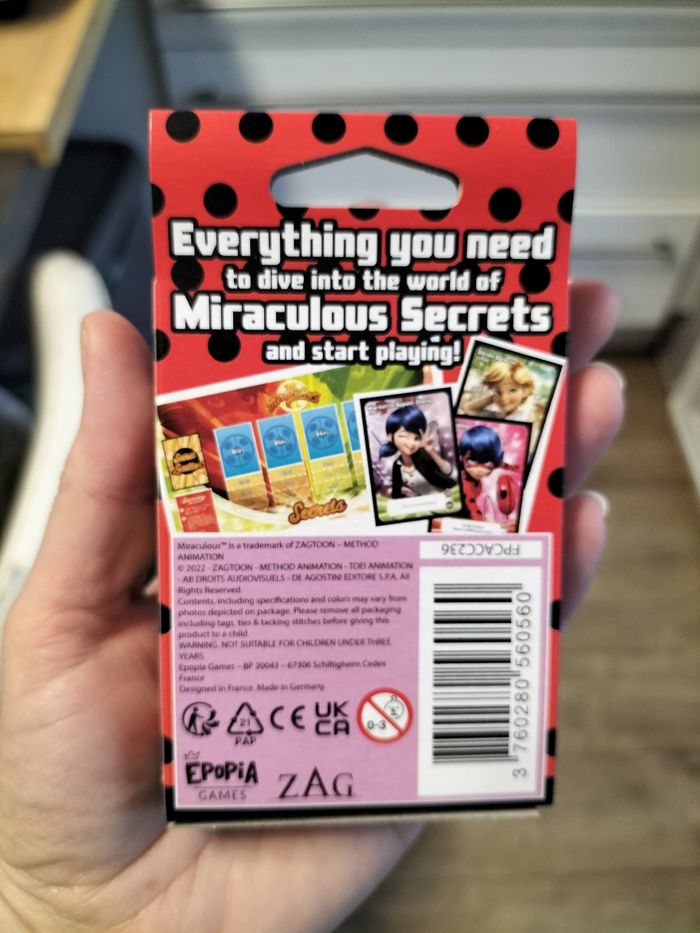 Everything you need
to dive into the world of
Miraculous Secrets
and start playing!
Secrets
Miraculous™ is a trademark of ZAGTOON – METHOD
ANIMATION
© 2022 - ZAGTOON - METHOD ANIMATION - TOEI ANIMATION
- AB DROITS AUDIOVISUELS - DE AGOSTINI EDITORE S.P.A. All
Rights Reserved.
Contents, including specifications and colors may vary from
photos depicted on package. Please remove all packaging
including tags, ties & tacking stitches before giving this
product to a child.
WARNING. NOT SUITABLE FOR CHILDREN UNDER THREE
YEARS.
Epopia Games – BP 20043 – 67306 Schiltigheim Cedex
France
Designed in France. Made in Germany.
21
PAP
CE
UK
CA
0-3
EPOPiA
GAMES
ZAG
FPCACC236
3 760280 560560